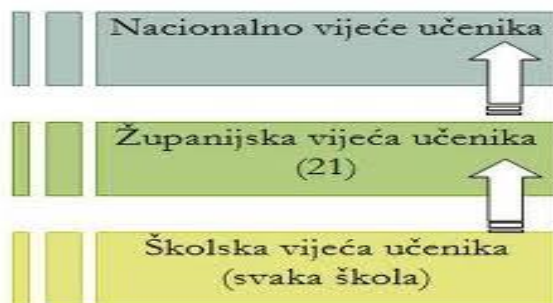 Nacionalno vijeće učenika
Županijska vijeća učenika
(21)
Školska vijeća učenika
(svaka škola)